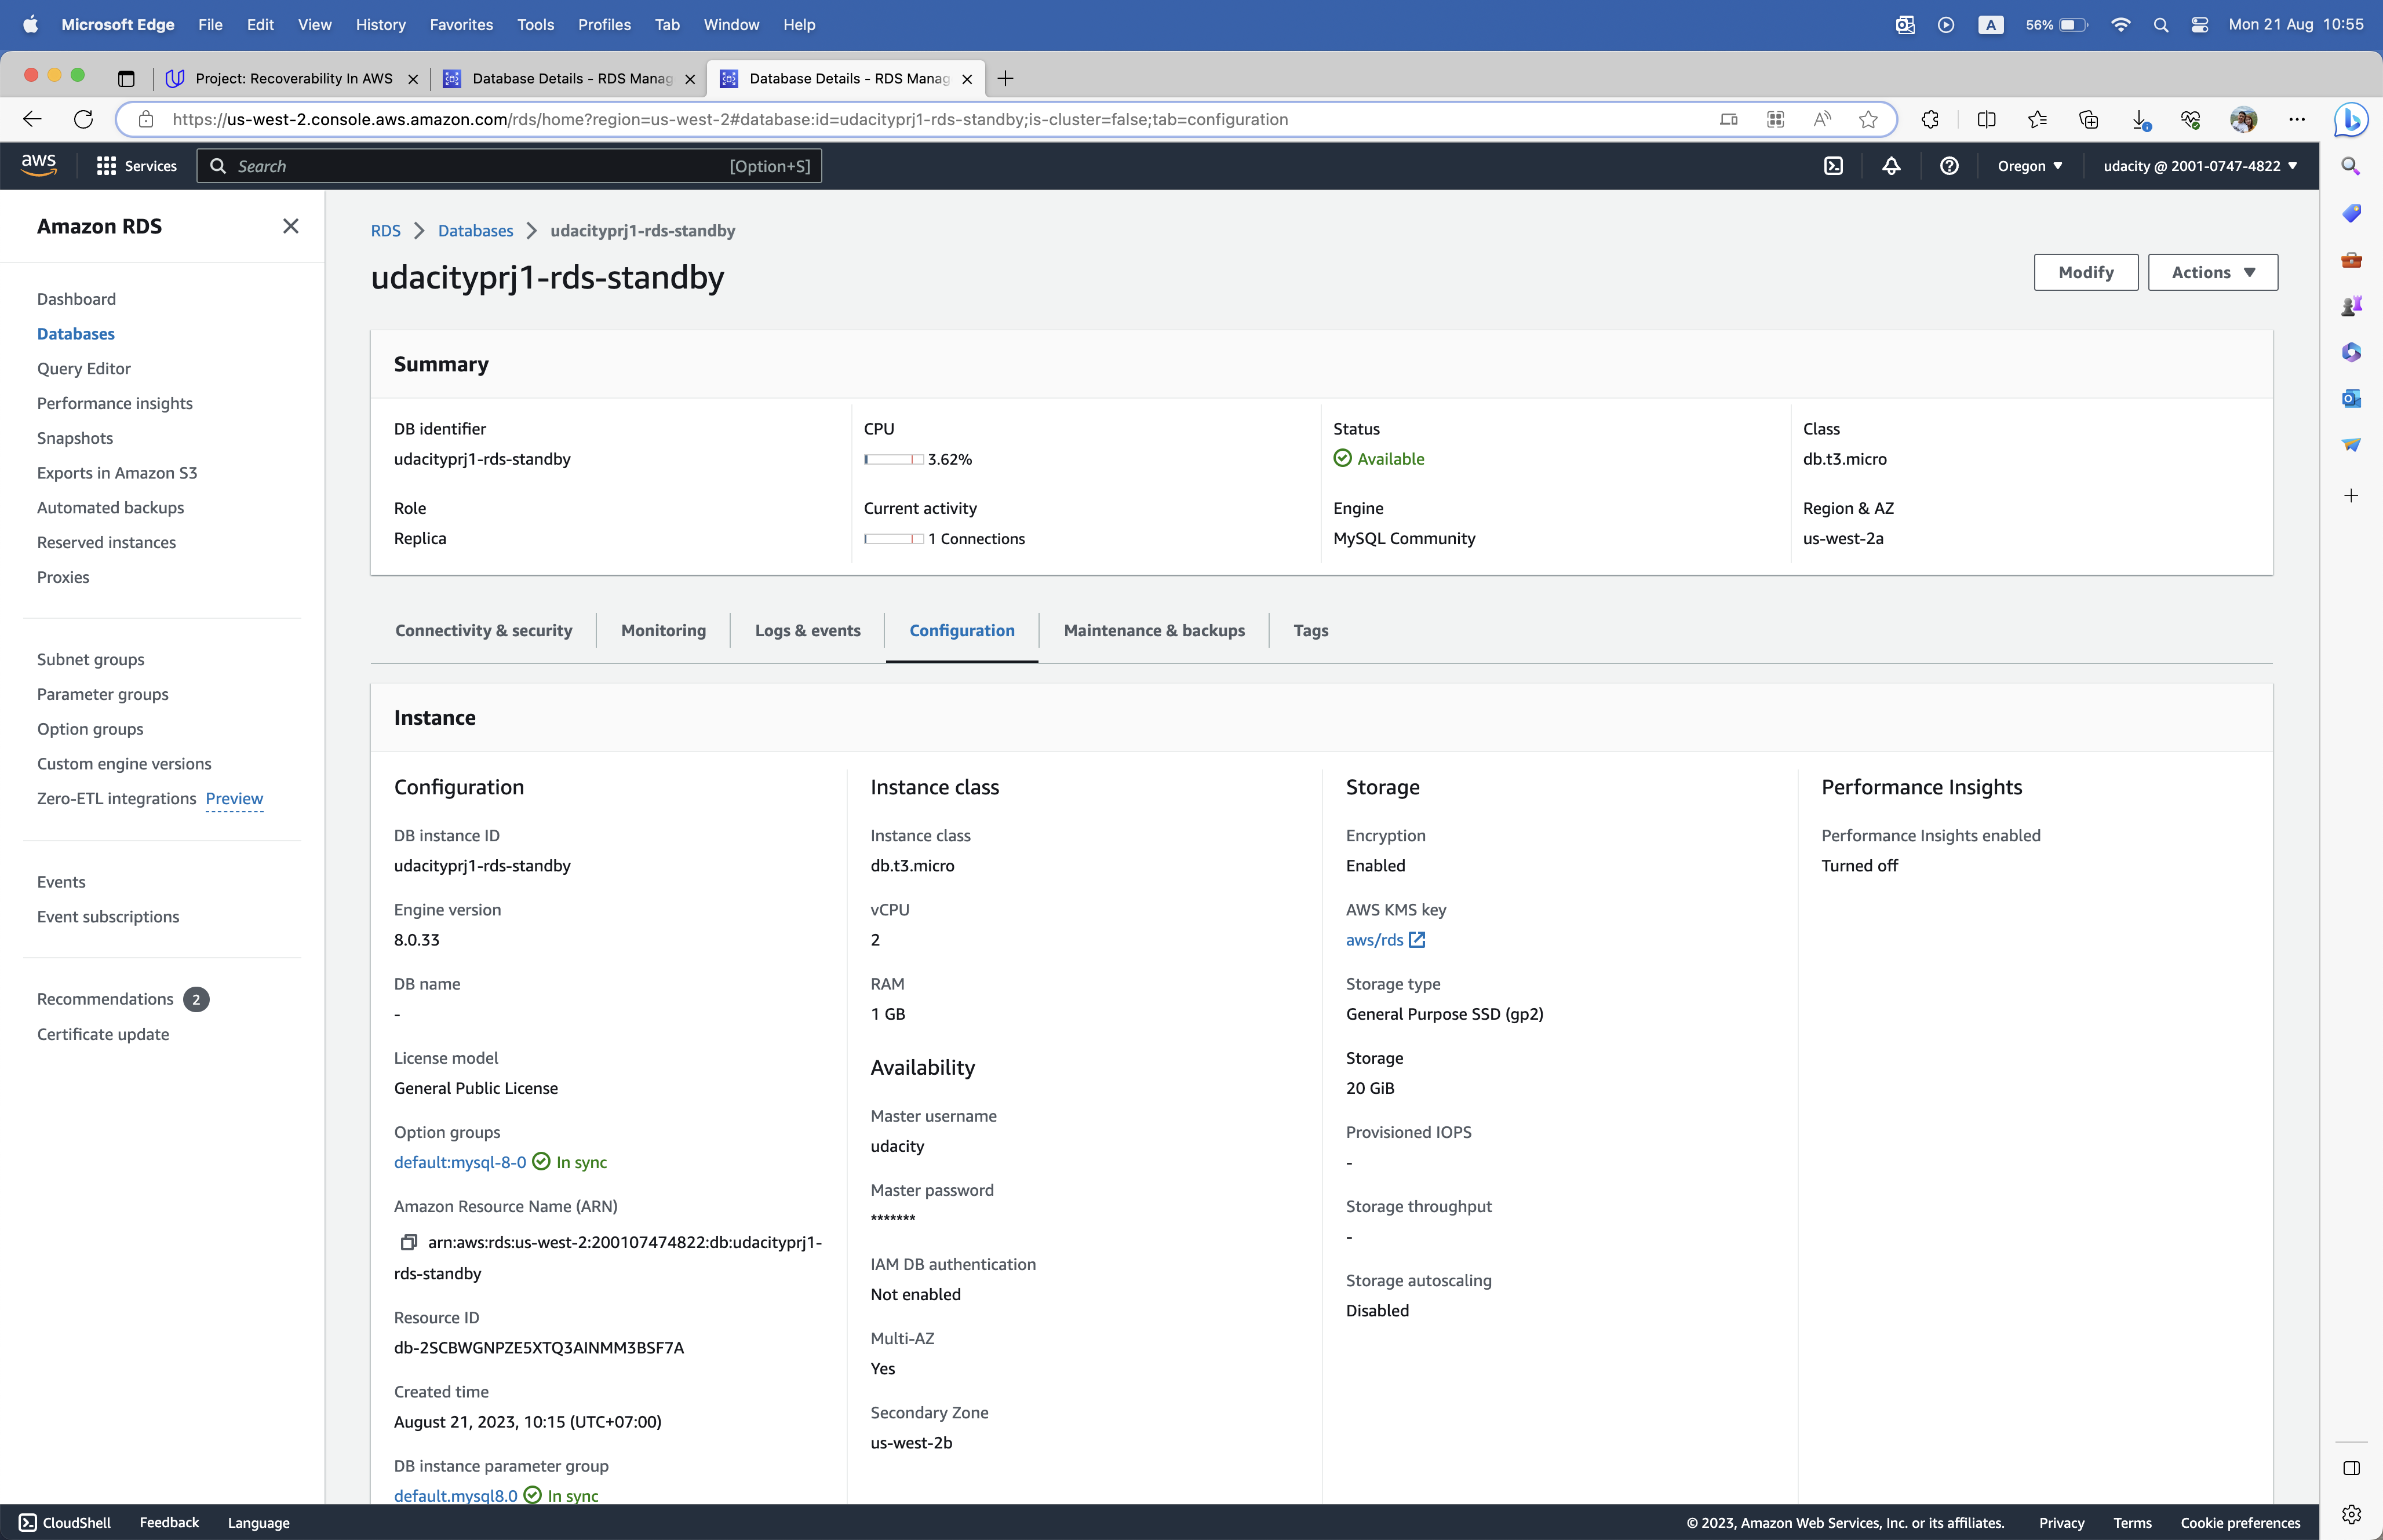 Microsoft Edge File Edit View History Favorites Tools Profiles Tab Window Help A 56% Mon 21 Aug 10:55
Project: Recoverability In AWS Database Details - RDS Manag Database Details - RDS Manag
https://us-west-2.console.aws.amazon.com/rds/home?region=us-west-2#database:id=udacityprj1-rds-standby;is-cluster=false;tab=configuration
aws Services Search [Option+S] Oregon udacity @ 2001-0747-4822
Amazon RDS
Dashboard
Databases
Query Editor
Performance insights
Snapshots
Exports in Amazon S3
Automated backups
Reserved instances
Proxies
Subnet groups
Parameter groups
Option groups
Custom engine versions
Zero-ETL integrations Preview
Events
Event subscriptions
Recommendations 2
Certificate update
RDS Databases udacityprj1-rds-standby
udacityprj1-rds-standby
Modify Actions
Summary
DB identifier
udacityprj1-rds-standby
Role
Replica
CPU
3.62%
Current activity
1 Connections
Status
Available
Engine
MySQL Community
Class
db.t3.micro
Region & AZ
us-west-2a
Connectivity & security Monitoring Logs & events Configuration Maintenance & backups Tags
Instance
Configuration
DB instance ID
udacityprj1-rds-standby
Engine version
8.0.33
DB name
-
License model
General Public License
Option groups
default:mysql-8-0 In sync
Amazon Resource Name (ARN)
arn:aws:rds:us-west-2:200107474822:db:udacityprj1-
rds-standby
Resource ID
db-2SCBWGNPZE5XTQ3AINMM3BSF7A
Created time
August 21, 2023, 10:15 (UTC+07:00)
DB instance parameter group
default.mysql8.0 In sync
Instance class
Instance class
db.t3.micro
vCPU
2
RAM
1 GB
Availability
Master username
udacity
Master password
*******
IAM DB authentication
Not enabled
Multi-AZ
Yes
Secondary Zone
us-west-2b
Storage
Encryption
Enabled
AWS KMS key
aws/rds
Storage type
General Purpose SSD (gp2)
Storage
20 GiB
Provisioned IOPS
-
Storage throughput
-
Storage autoscaling
Disabled
Performance Insights
Performance Insights enabled
Turned off
CloudShell Feedback Language © 2023, Amazon Web Services, Inc. or its affiliates. Privacy Terms Cookie preferences